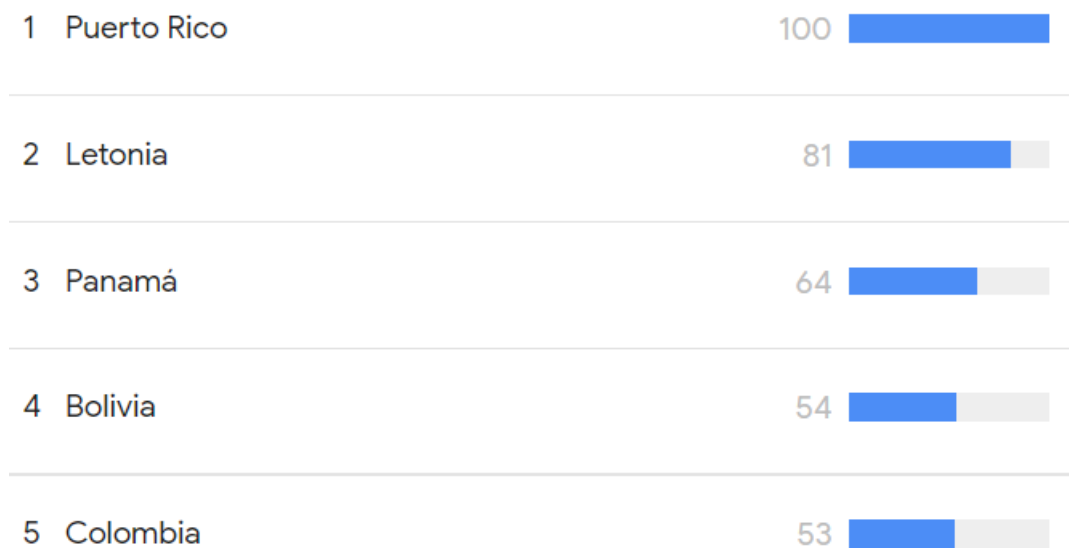 1 Puerto Rico 100
2 Letonia 81
3 Panamá 64
4 Bolivia 54
5 Colombia 53